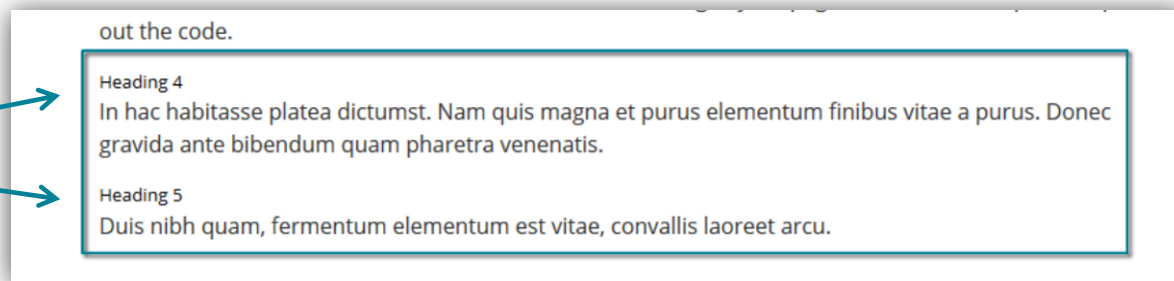 out the code.
Heading 4
In hac habitasse platea dictumst. Nam quis magna et purus elementum finibus vitae a purus. Donec
gravida ante bibendum quam pharetra venenatis.
Heading 5
Duis nibh quam, fermentum elementum est vitae, convallis laoreet arcu.